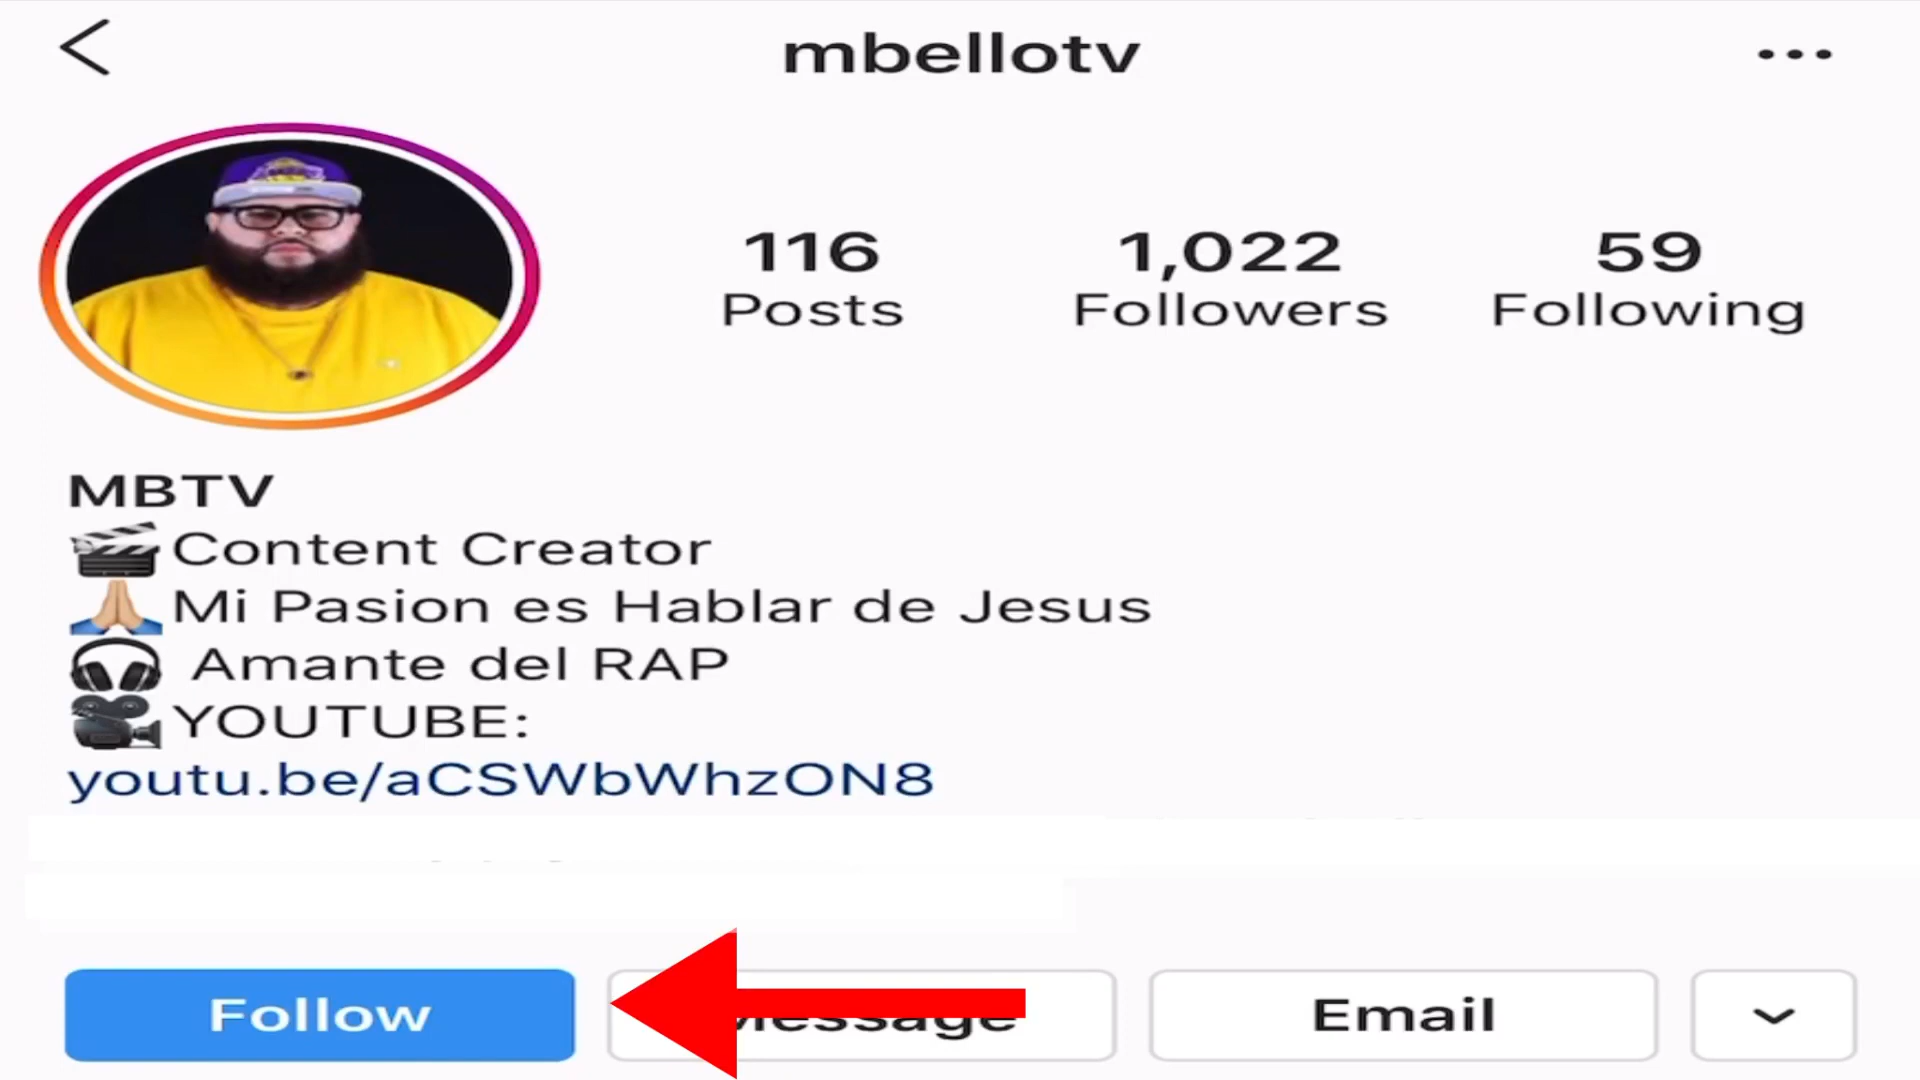 mbellotv
116 1,022 59
Posts Followers Following
MBTV
Content Creator
Mi Pasion es Hablar de Jesus
Amante del RAP
YOUTUBE:
youtu.be/aCSWbWhzON8
Follow Message Email